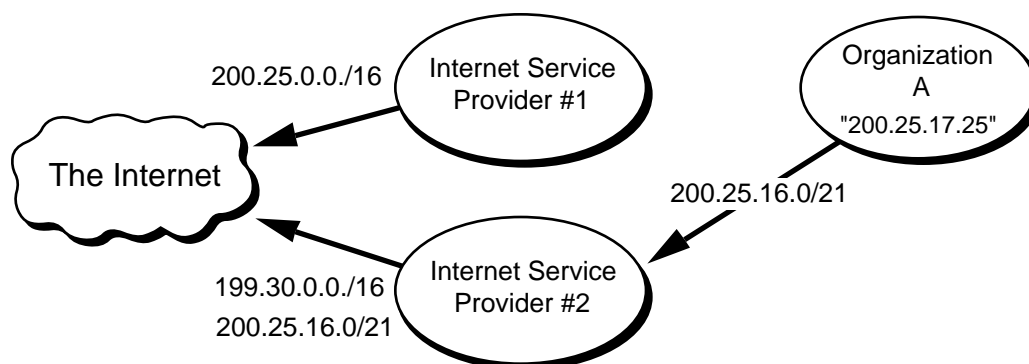 200.25.0.0./16
Internet Service
Provider #1
Organization
A
"200.25.17.25"
The Internet
200.25.16.0/21
Internet Service
Provider #2
199.30.0.0./16
200.25.16.0/21